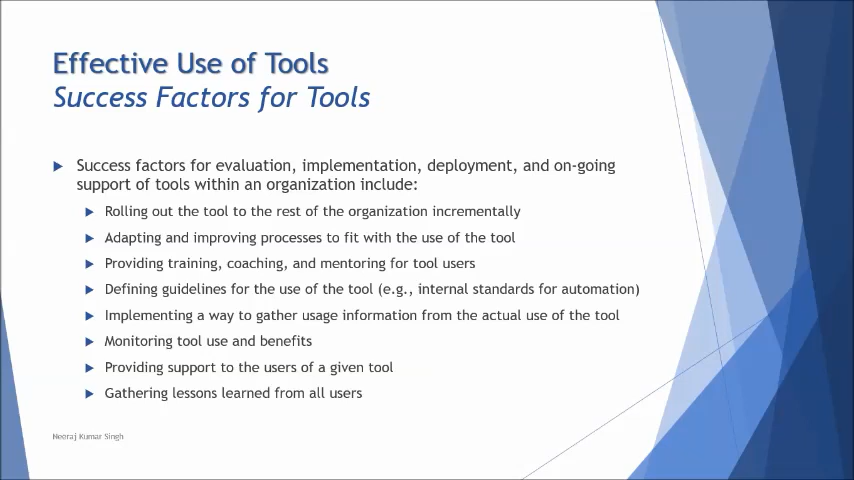 Effective Use of Tools
Success Factors for Tools
Success factors for evaluation, implementation, deployment, and on-going
support of tools within an organization include:
Rolling out the tool to the rest of the organization incrementally
Adapting and improving processes to fit with the use of the tool
Providing training, coaching, and mentoring for tool users
Defining guidelines for the use of the tool (e.g., internal standards for automation)
Implementing a way to gather usage information from the actual use of the tool
Monitoring tool use and benefits
Providing support to the users of a given tool
Gathering lessons learned from all users
Neeraj Kumar Singh